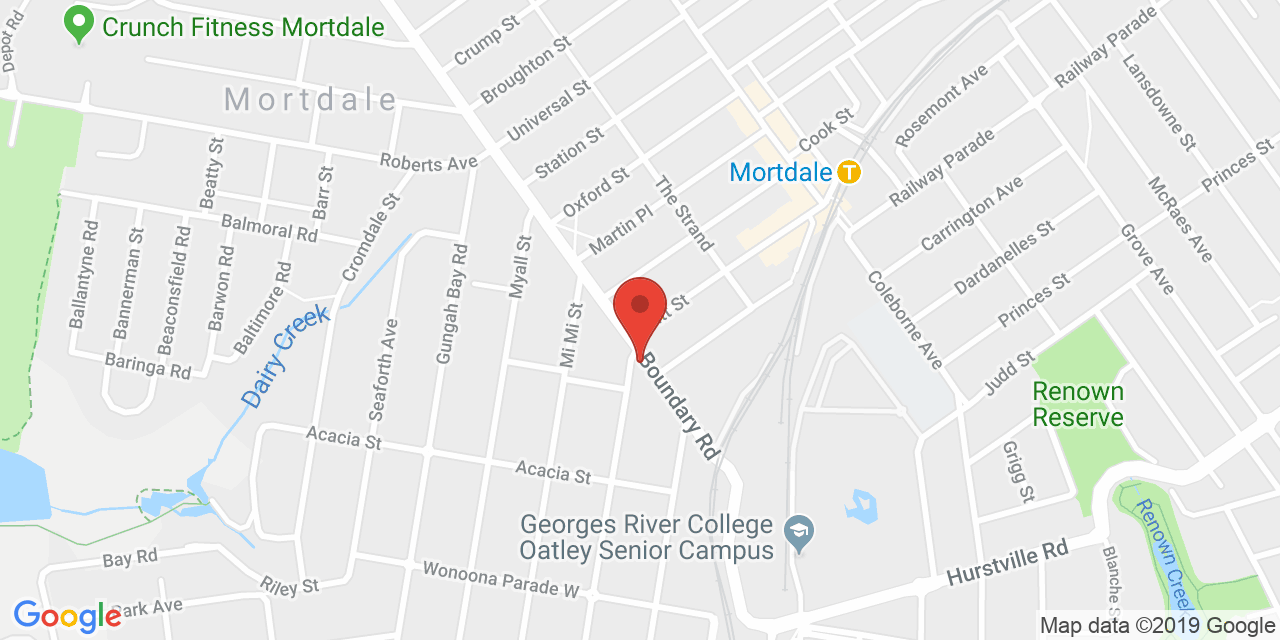 Depot Rd
Crunch Fitness Mortdale
Crump St
Broughton St
Universal St
Station St
Oxford St
Martin Pl
The Strand
Cook St
Mortdale
T
Rosemont Ave
Railway Parade
Railway Parade
Lansdowne St
Princes St
McRaes Ave
Grove Ave
Carrington Ave
Dardanelles St
Princes St
Coleborne Ave
Judd St
Mortdale
Roberts Ave
Beatty St
Barr St
Balmoral Rd
Cromdale St
Ballantyne Rd
Bannerman St
Beaconsfield Rd
Barwon Rd
Baltimore Rd
Baringa Rd
Dairy Creek
Gungah Bay Rd
Seaforth Ave
Myall St
Mi Mi St
Boundary Rd
Renown
Reserve
Grigg St
Acacia St
Acacia St
Georges River College
Oatley Senior Campus
Hurstville Rd
Renown Creek
Bay Rd
Riley St
Park Ave
Wonoona Parade W
Google
Map data ©2019 Google